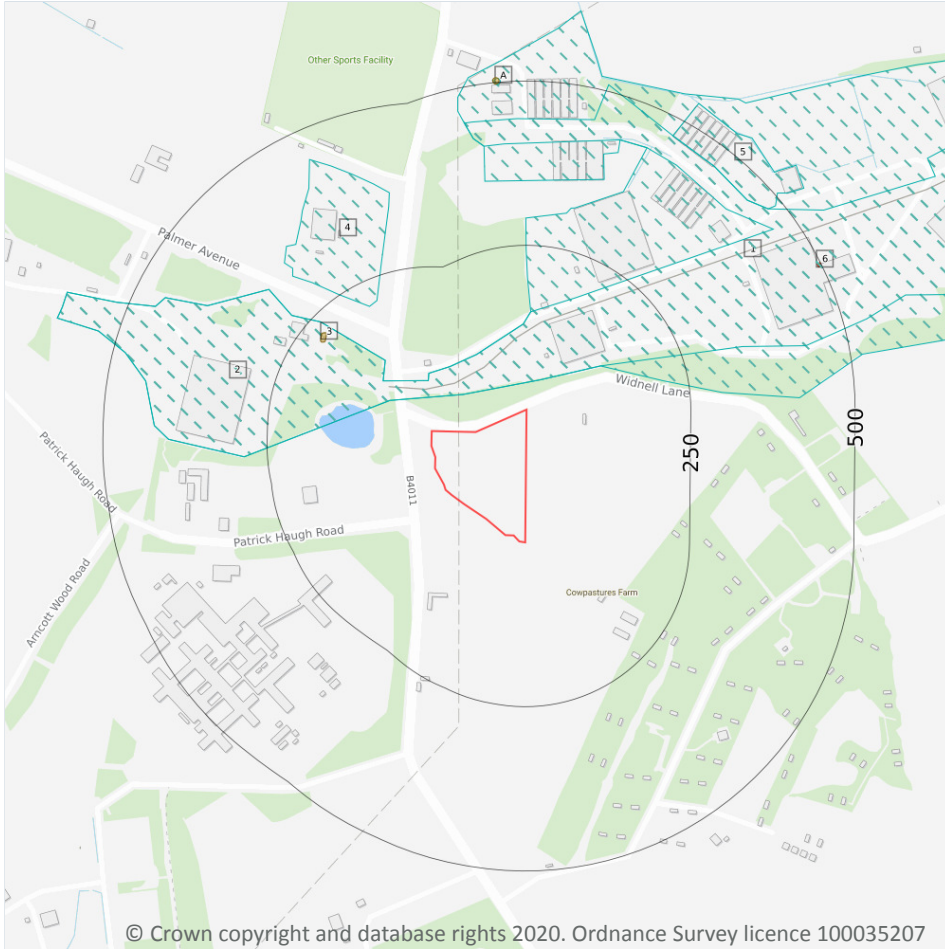 Other Sports Facility
A
5
4
Palmer Avenue
1
6
3
2
Widnell Lane
250
500
B4011
Patrick Haugh Road
Patrick Haugh Road
Arncott Wood Road
Cowpastures Farm
© Crown copyright and database rights 2020. Ordnance Survey licence 100035207